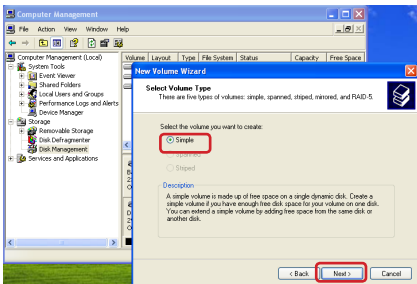 Computer Management
File Action View Window Help
Computer Management (Local)
System Tools
Event Viewer
Shared Folders
Local Users and Groups
Performance Logs and Alerts
Device Manager
Storage
Removable Storage
Disk Defragmenter
Disk Management
Services and Applications
Volume Layout Type File System Status Capacity Free Space
New Volume Wizard
Select Volume Type
There are five types of volumes: simple, spanned, striped, mirrored, and RAID-5.
Select the volume you want to create:
Simple
Spanned
Striped
Description
A simple volume is made up of free space on a single dynamic disk. Create a
simple volume if you have enough free disk space for your volume on one disk.
You can extend a simple volume by adding free space from the same disk or
another disk.
< Back Next > Cancel